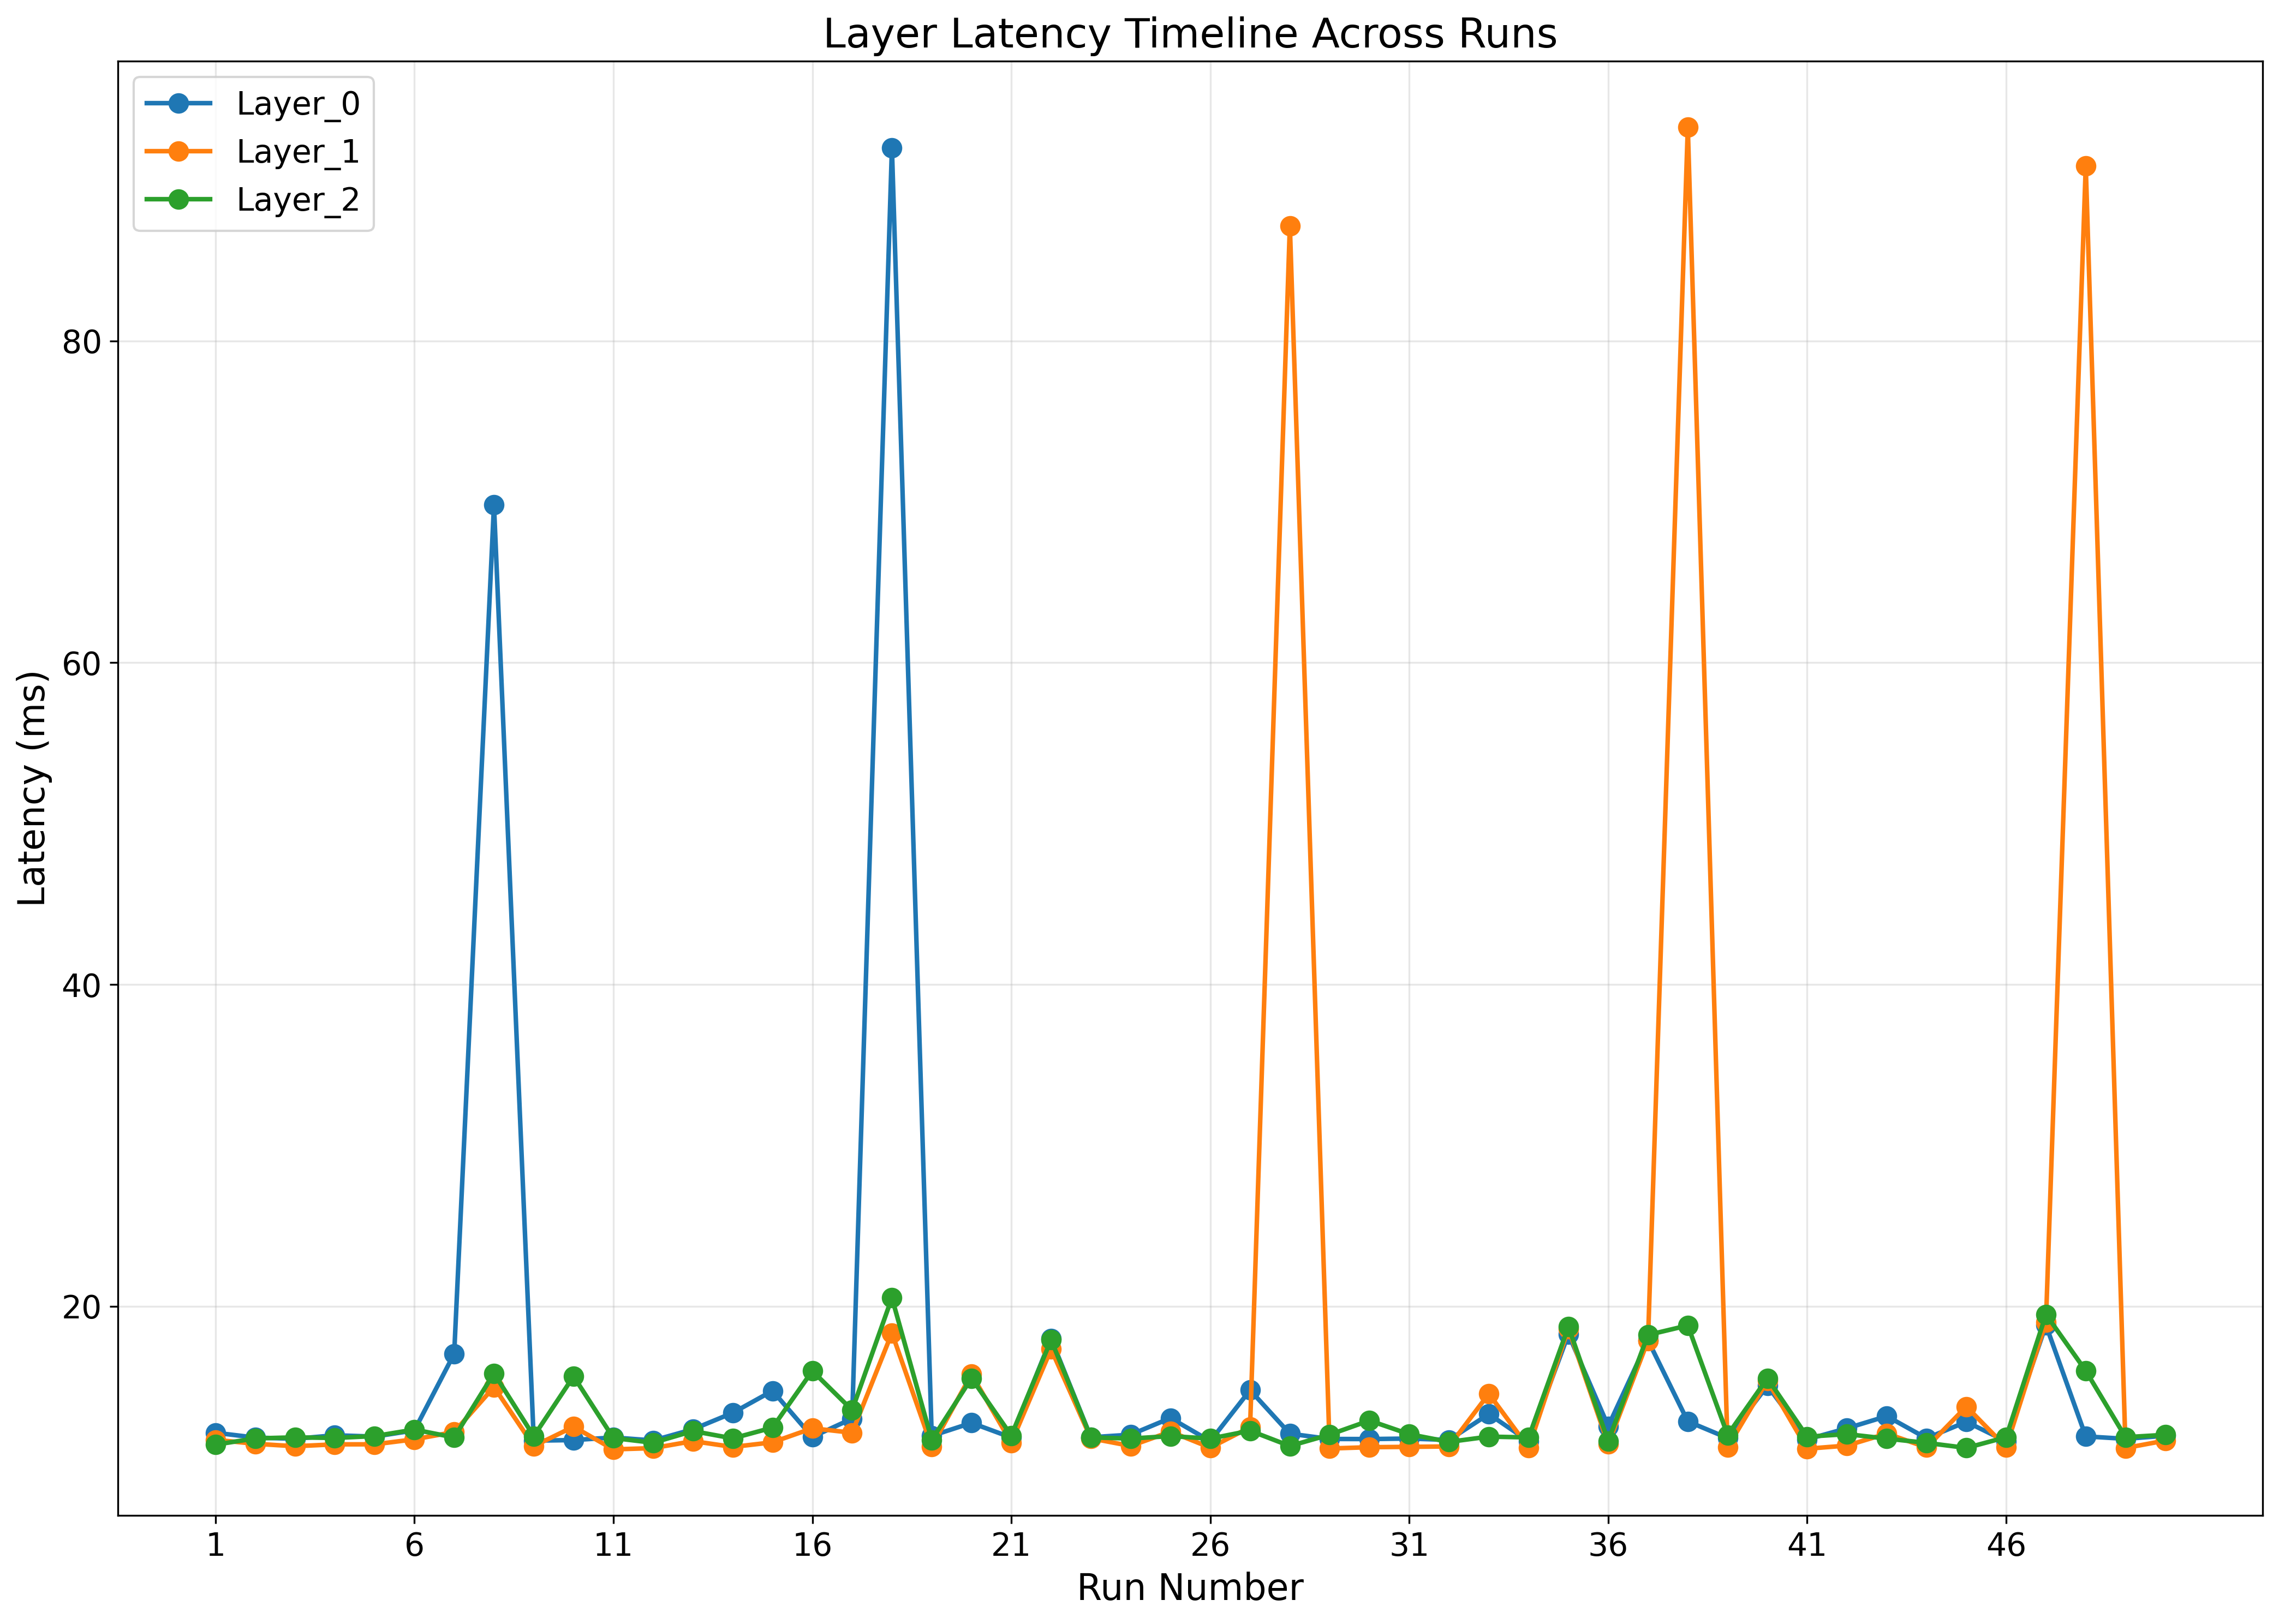 Layer Latency Timeline Across Runs
Layer_0
Layer_1
Layer_2
Latency (ms)
80
60
40
20
1 6 11 16 21 26 31 36 41 46
Run Number